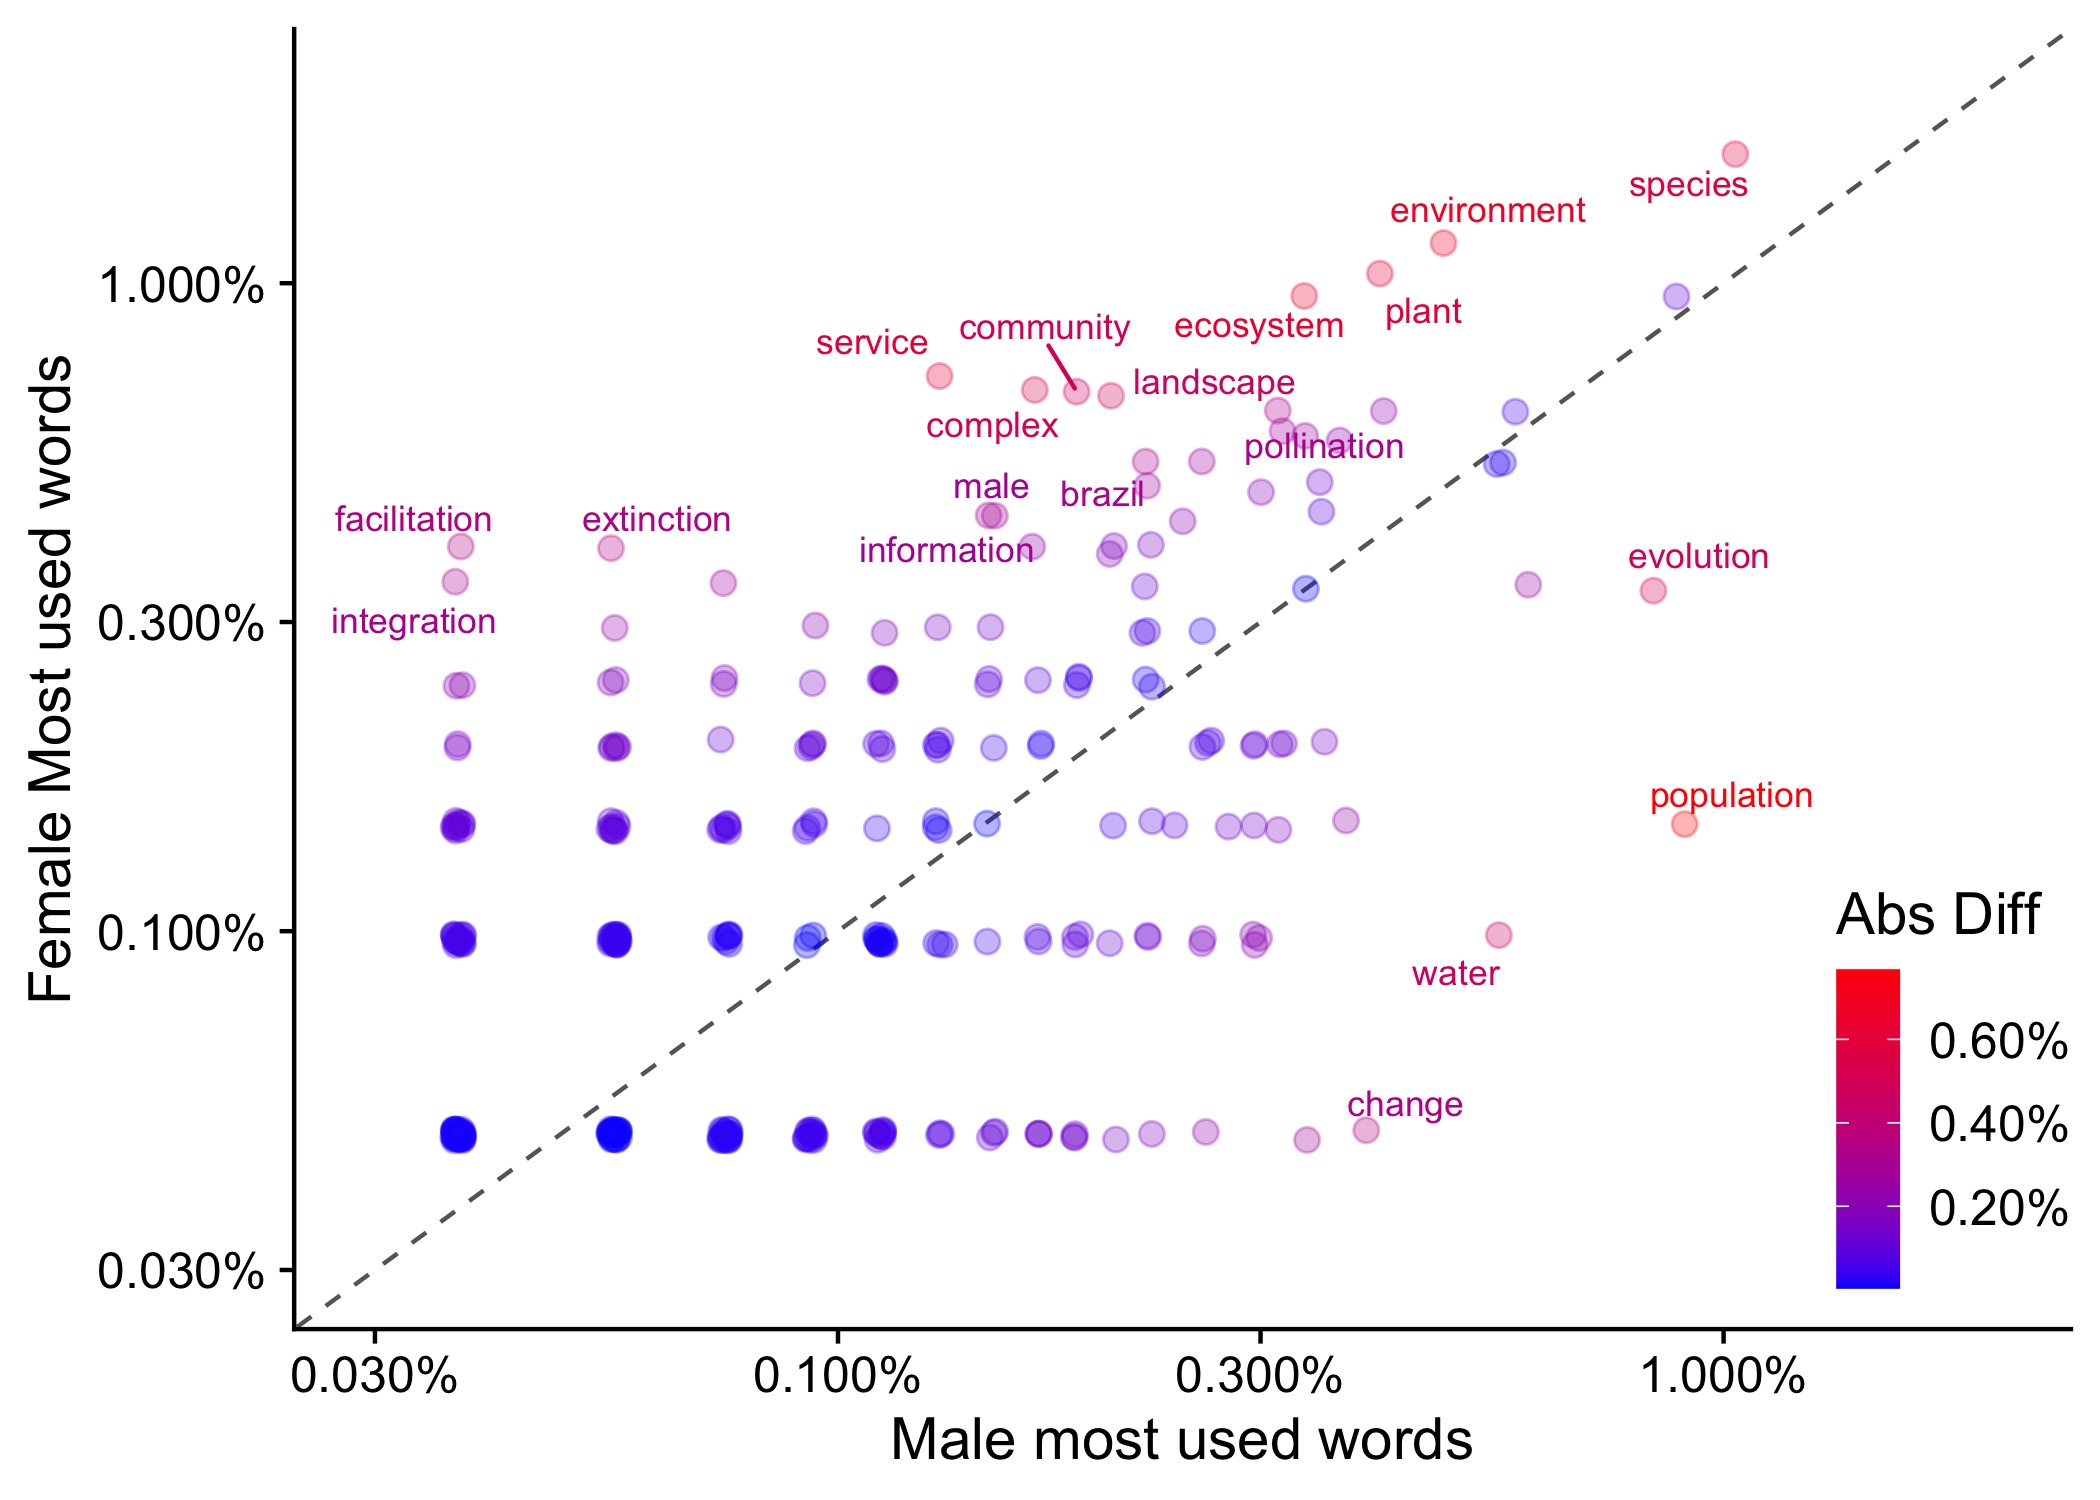 species
environment
plant
ecosystem
community
service
landscape
complex
pollination
male
brazil
facilitation
extinction
information
evolution
integration
population
water
change
Female Most used words
1.000%
0.300%
0.100%
0.030%
0.030%
0.100%
0.300%
1.000%
Male most used words
Abs Diff
0.60%
0.40%
0.20%